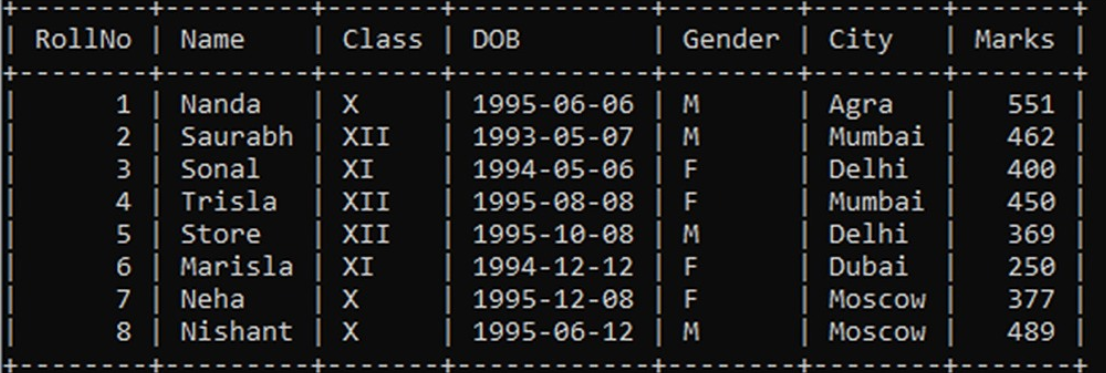 +--------+---------+-------+------------+--------+--------+-------+
| RollNo | Name    | Class | DOB        | Gender | City   | Marks |
+--------+---------+-------+------------+--------+--------+-------+
|      1 | Nanda   | X     | 1995-06-06 | M      | Agra   |   551 |
|      2 | Saurabh | XII   | 1993-05-07 | M      | Mumbai |   462 |
|      3 | Sonal   | XI    | 1994-05-06 | F      | Delhi  |   400 |
|      4 | Trisla  | XII   | 1995-08-08 | F      | Mumbai |   450 |
|      5 | Store   | XII   | 1995-10-08 | M      | Delhi  |   369 |
|      6 | Marisla | XI    | 1994-12-12 | F      | Dubai  |   250 |
|      7 | Neha    | X     | 1995-12-08 | F      | Moscow |   377 |
|      8 | Nishant | X     | 1995-06-12 | M      | Moscow |   489 |
+--------+---------+-------+------------+--------+--------+-------+